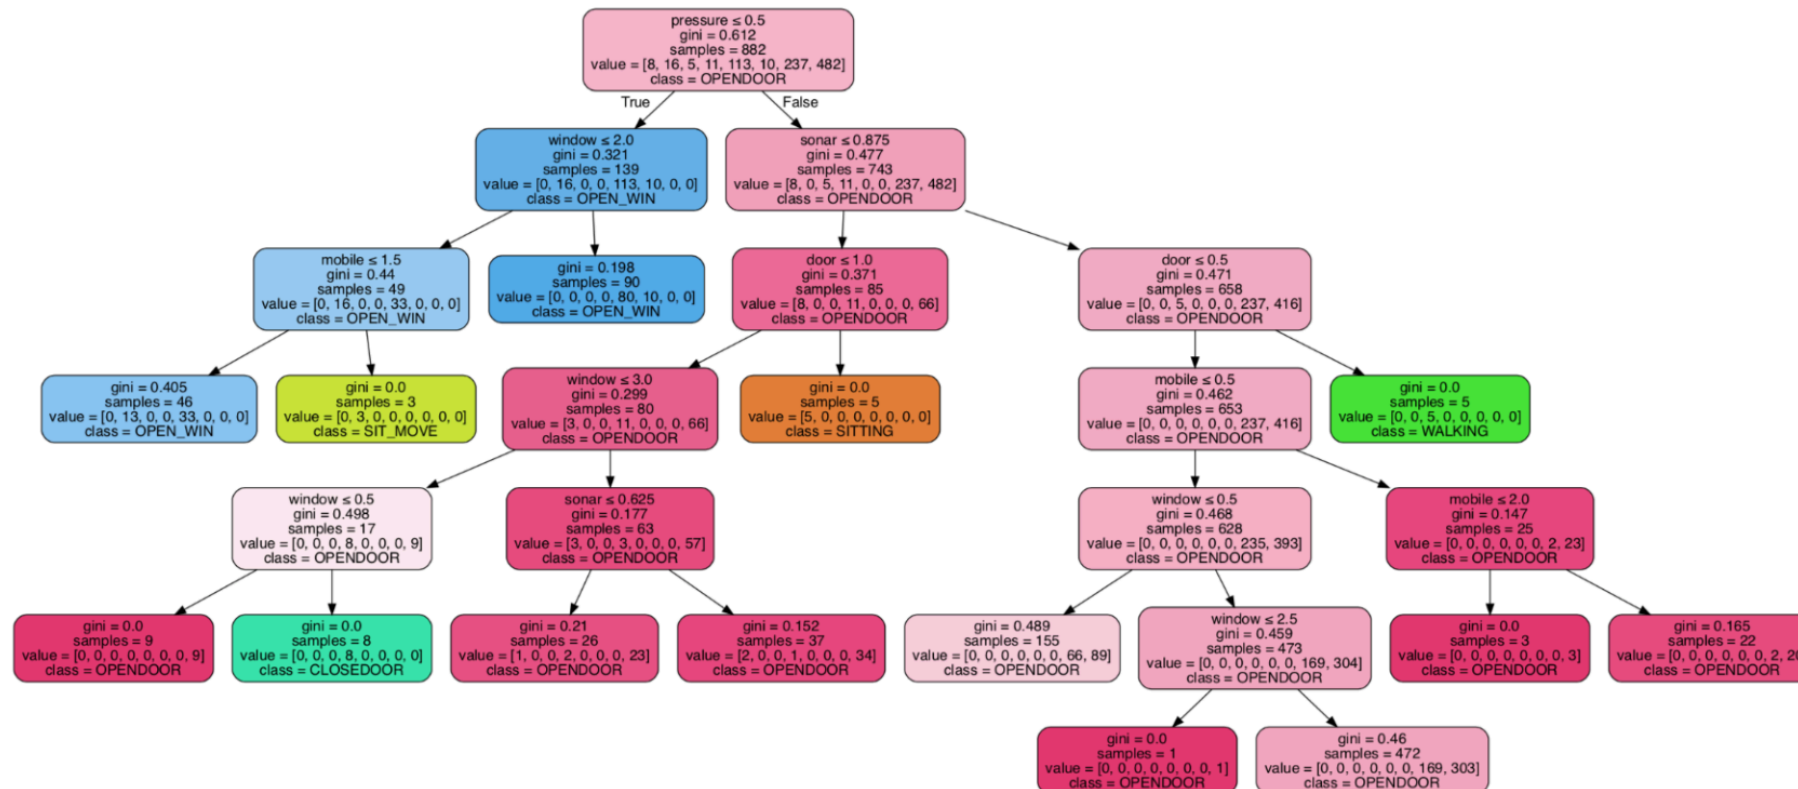 pressure ≤ 0.5
gini = 0.612
samples = 882
value = [8, 16, 5, 11, 113, 10, 237, 482]
class = OPENDOOR
True
False
window ≤ 2.0
gini = 0.321
samples = 139
value = [0, 16, 0, 0, 113, 10, 0, 0]
class = OPEN_WIN
sonar ≤ 0.875
gini = 0.477
samples = 743
value = [8, 0, 5, 11, 0, 0, 237, 482]
class = OPENDOOR
mobile ≤ 1.5
gini = 0.44
samples = 49
value = [0, 16, 0, 0, 33, 0, 0, 0]
class = OPEN_WIN
gini = 0.198
samples = 90
value = [0, 0, 0, 0, 80, 10, 0, 0]
class = OPEN_WIN
door ≤ 1.0
gini = 0.371
samples = 85
value = [8, 0, 0, 11, 0, 0, 0, 66]
class = OPENDOOR
door ≤ 0.5
gini = 0.471
samples = 658
value = [0, 0, 5, 0, 0, 0, 237, 416]
class = OPENDOOR
gini = 0.405
samples = 46
value = [0, 13, 0, 0, 33, 0, 0, 0]
class = OPEN_WIN
gini = 0.0
samples = 3
value = [0, 3, 0, 0, 0, 0, 0, 0]
class = SIT_MOVE
window ≤ 3.0
gini = 0.299
samples = 80
value = [3, 0, 0, 11, 0, 0, 0, 66]
class = OPENDOOR
gini = 0.0
samples = 5
value = [5, 0, 0, 0, 0, 0, 0, 0]
class = SITTING
mobile ≤ 0.5
gini = 0.462
samples = 653
value = [0, 0, 0, 0, 0, 0, 237, 416]
class = OPENDOOR
gini = 0.0
samples = 5
value = [0, 0, 5, 0, 0, 0, 0, 0]
class = WALKING
window ≤ 0.5
gini = 0.498
samples = 17
value = [0, 0, 0, 8, 0, 0, 0, 9]
class = OPENDOOR
sonar ≤ 0.625
gini = 0.177
samples = 63
value = [3, 0, 0, 3, 0, 0, 0, 57]
class = OPENDOOR
window ≤ 0.5
gini = 0.468
samples = 628
value = [0, 0, 0, 0, 0, 0, 235, 393]
class = OPENDOOR
mobile ≤ 2.0
gini = 0.147
samples = 25
value = [0, 0, 0, 0, 0, 0, 2, 23]
class = OPENDOOR
gini = 0.0
samples = 9
value = [0, 0, 0, 0, 0, 0, 0, 9]
class = OPENDOOR
gini = 0.0
samples = 8
value = [0, 0, 0, 8, 0, 0, 0, 0]
class = CLOSEDOOR
gini = 0.21
samples = 26
value = [1, 0, 0, 2, 0, 0, 0, 23]
class = OPENDOOR
gini = 0.152
samples = 37
value = [2, 0, 0, 1, 0, 0, 0, 34]
class = OPENDOOR
gini = 0.489
samples = 155
value = [0, 0, 0, 0, 0, 0, 66, 89]
class = OPENDOOR
window ≤ 2.5
gini = 0.459
samples = 473
value = [0, 0, 0, 0, 0, 0, 169, 304]
class = OPENDOOR
gini = 0.0
samples = 3
value = [0, 0, 0, 0, 0, 0, 0, 3]
class = OPENDOOR
gini = 0.165
samples = 22
value = [0, 0, 0, 0, 0, 0, 2,
class = OPENDOOR
gini = 0.0
samples = 1
value = [0, 0, 0, 0, 0, 0, 0, 1]
class = OPENDOOR
gini = 0.46
samples = 472
value = [0, 0, 0, 0, 0, 0, 169, 303]
class = OPENDOOR